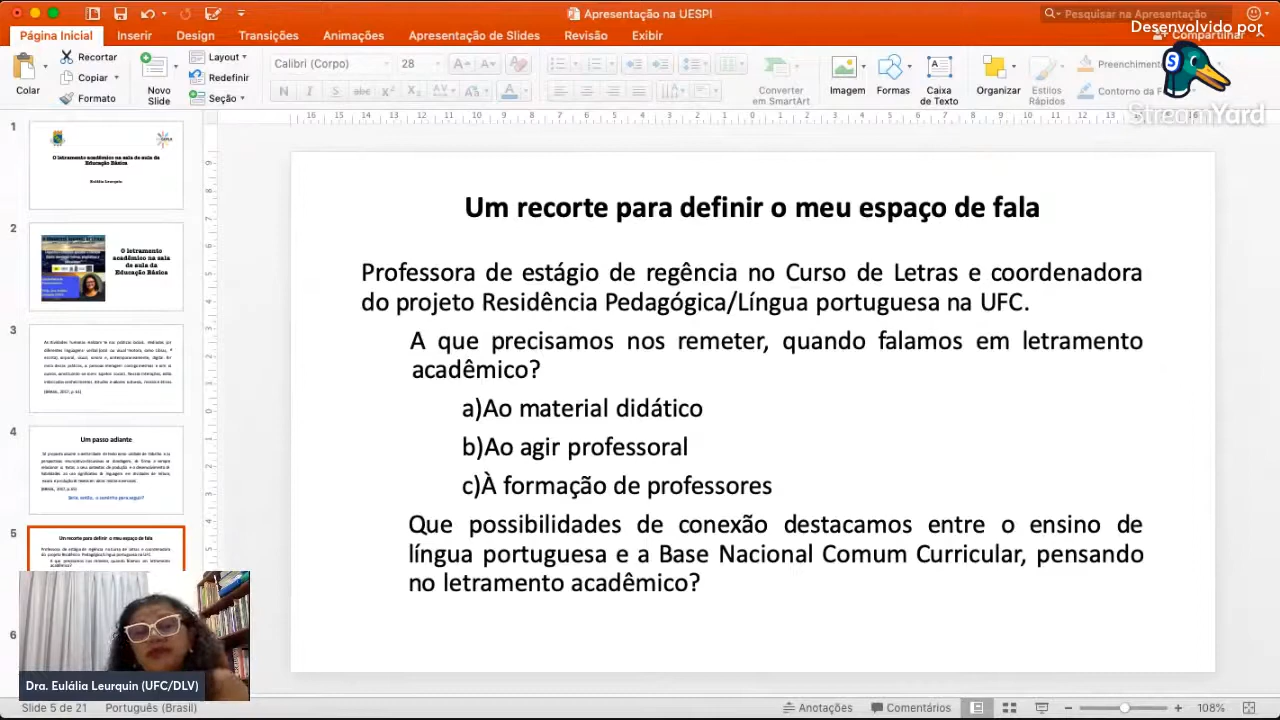 Apresentação na UESPI
Pesquisar na Apresentação
Desenvolvido por
Página Inicial
Inserir
Design
Transições
Animações
Apresentação de Slides
Revisão
Exibir
Compartilhar
StreamYard
Colar
Recortar
Copiar
Formato
Novo
Slide
Layout
Redefinir
Seção
Calibri (Corpo)
28
Converter
em SmartArt
Imagem
Formas
Caixa
de Texto
Organizar
Estilos
Rápidos
Preenchimento
Contorno da
1
O letramento acadêmico na sala de aula da
Educação Básica
Eulália Leurquin
2
O letramento
acadêmico na sala
de aula da
Educação Básica
3
4
Um passo adiante
5
Um recorte para definir o meu espaço de fala
6
Um recorte para definir o meu espaço de fala
Professora de estágo de regência no Curso de Letras e coordenadora
do projeto Residência Pedagógica/Língua portuguesa na UFC.
A que precisamos nos remeter, quando falamos em letramento
acadêmico?
a)Ao material didático
b)Ao agir professoral
c)A formação de professores
Que possibilidades de conexão destacamos entre o ensino de
língua portuguesa e a Base Nacional Comum Curricular, pensando
no letramento acadêmico?
Dra. Eulália Leurquin (UFC/DLV)
Slide 5 de 21
Português (Brasil)
Anotações
Comentários
108%